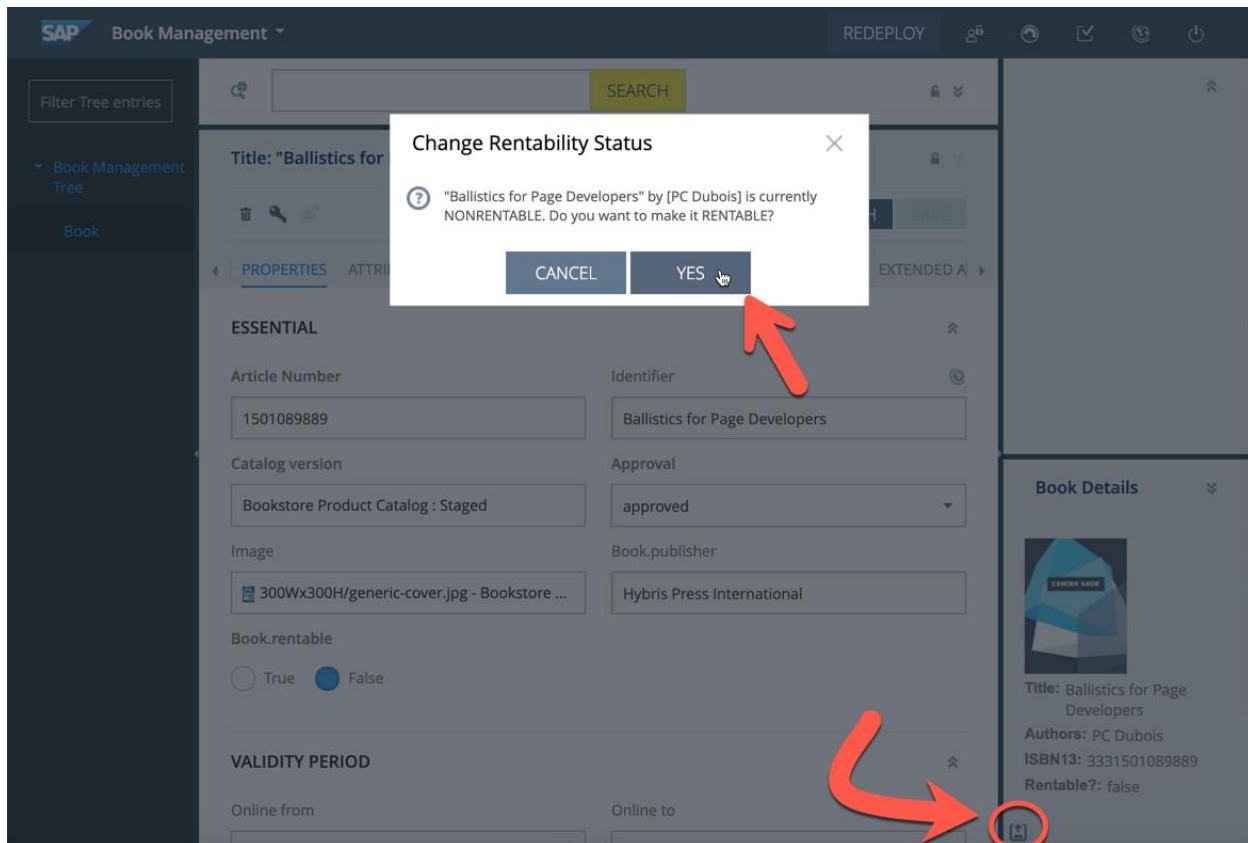 SAP Book Management REDEPLOY
Filter Tree entries
SEARCH
Book Management
Tree
Book
Title: "Ballistics for
Change Rentability Status
"Ballistics for Page Developers" by [PC Dubois] is currently
NONRENTABLE. Do you want to make it RENTABLE?
CANCEL YES
SAVE
PROPERTIES EXTENDED A
ESSENTIAL
Article Number Identifier
1501089889 Ballistics for Page Developers
Catalog version Approval
Bookstore Product Catalog : Staged approved
Image Book.publisher
300Wx300H/generic-cover.jpg - Bookstore ... Hybris Press International
Book.rentable
True False
VALIDITY PERIOD
Online from Online to
Book Details
COMING SOON
Title: Ballistics for Page
Developers
Authors: PC Dubois
ISBN13: 3331501089889
Rentable?: false